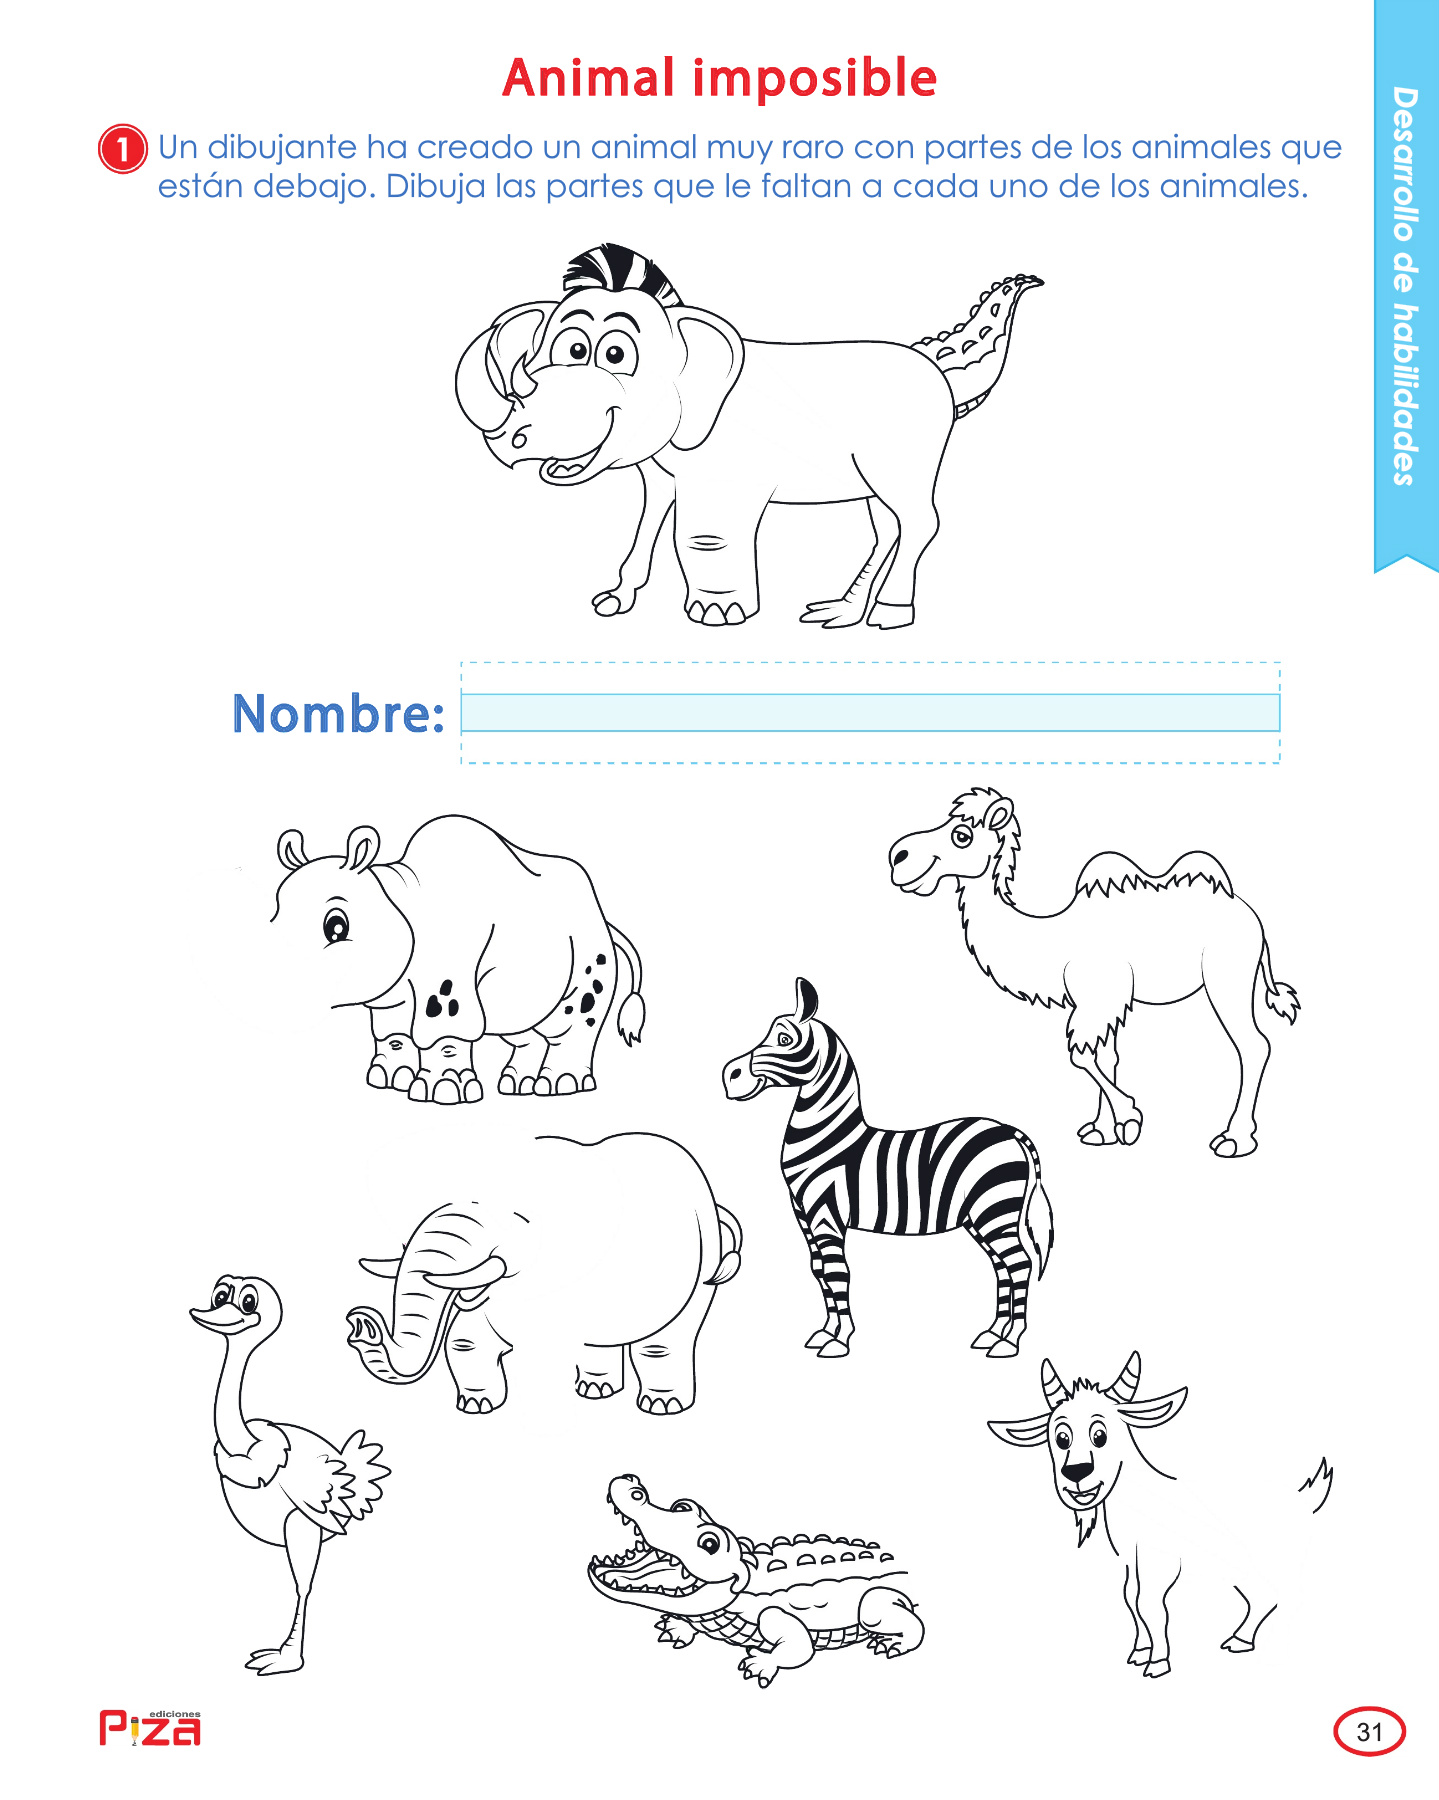 Animal imposible
1 Un dibujante ha creado un animal muy raro con partes de los animales que
están debajo. Dibuja las partes que le faltan a cada uno de los animales.
Desarrollo de habilidades
Nombre:
ediciones
Piza
31